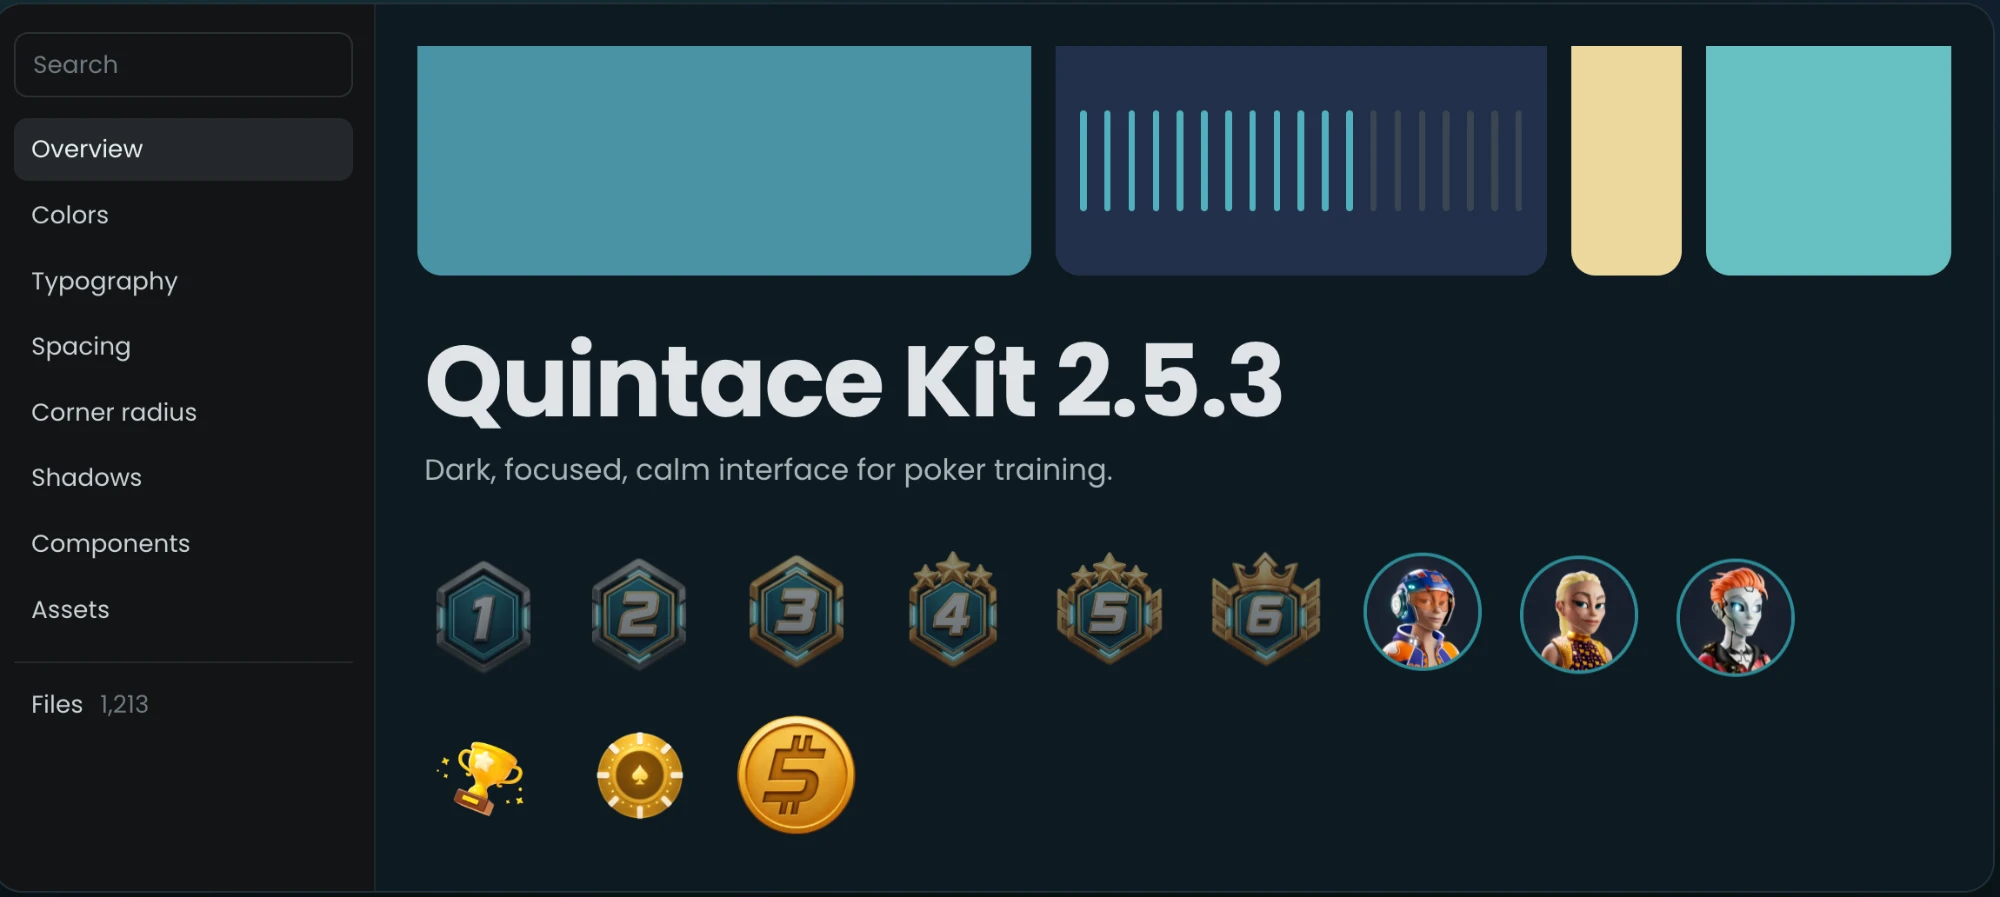 Search
Overview
Colors
Typography
Spacing
Corner radius
Shadows
Components
Assets
Files 1,213
Quintace Kit 2.5.3
Dark, focused, calm interface for poker training.
1 2 3 4 5 6